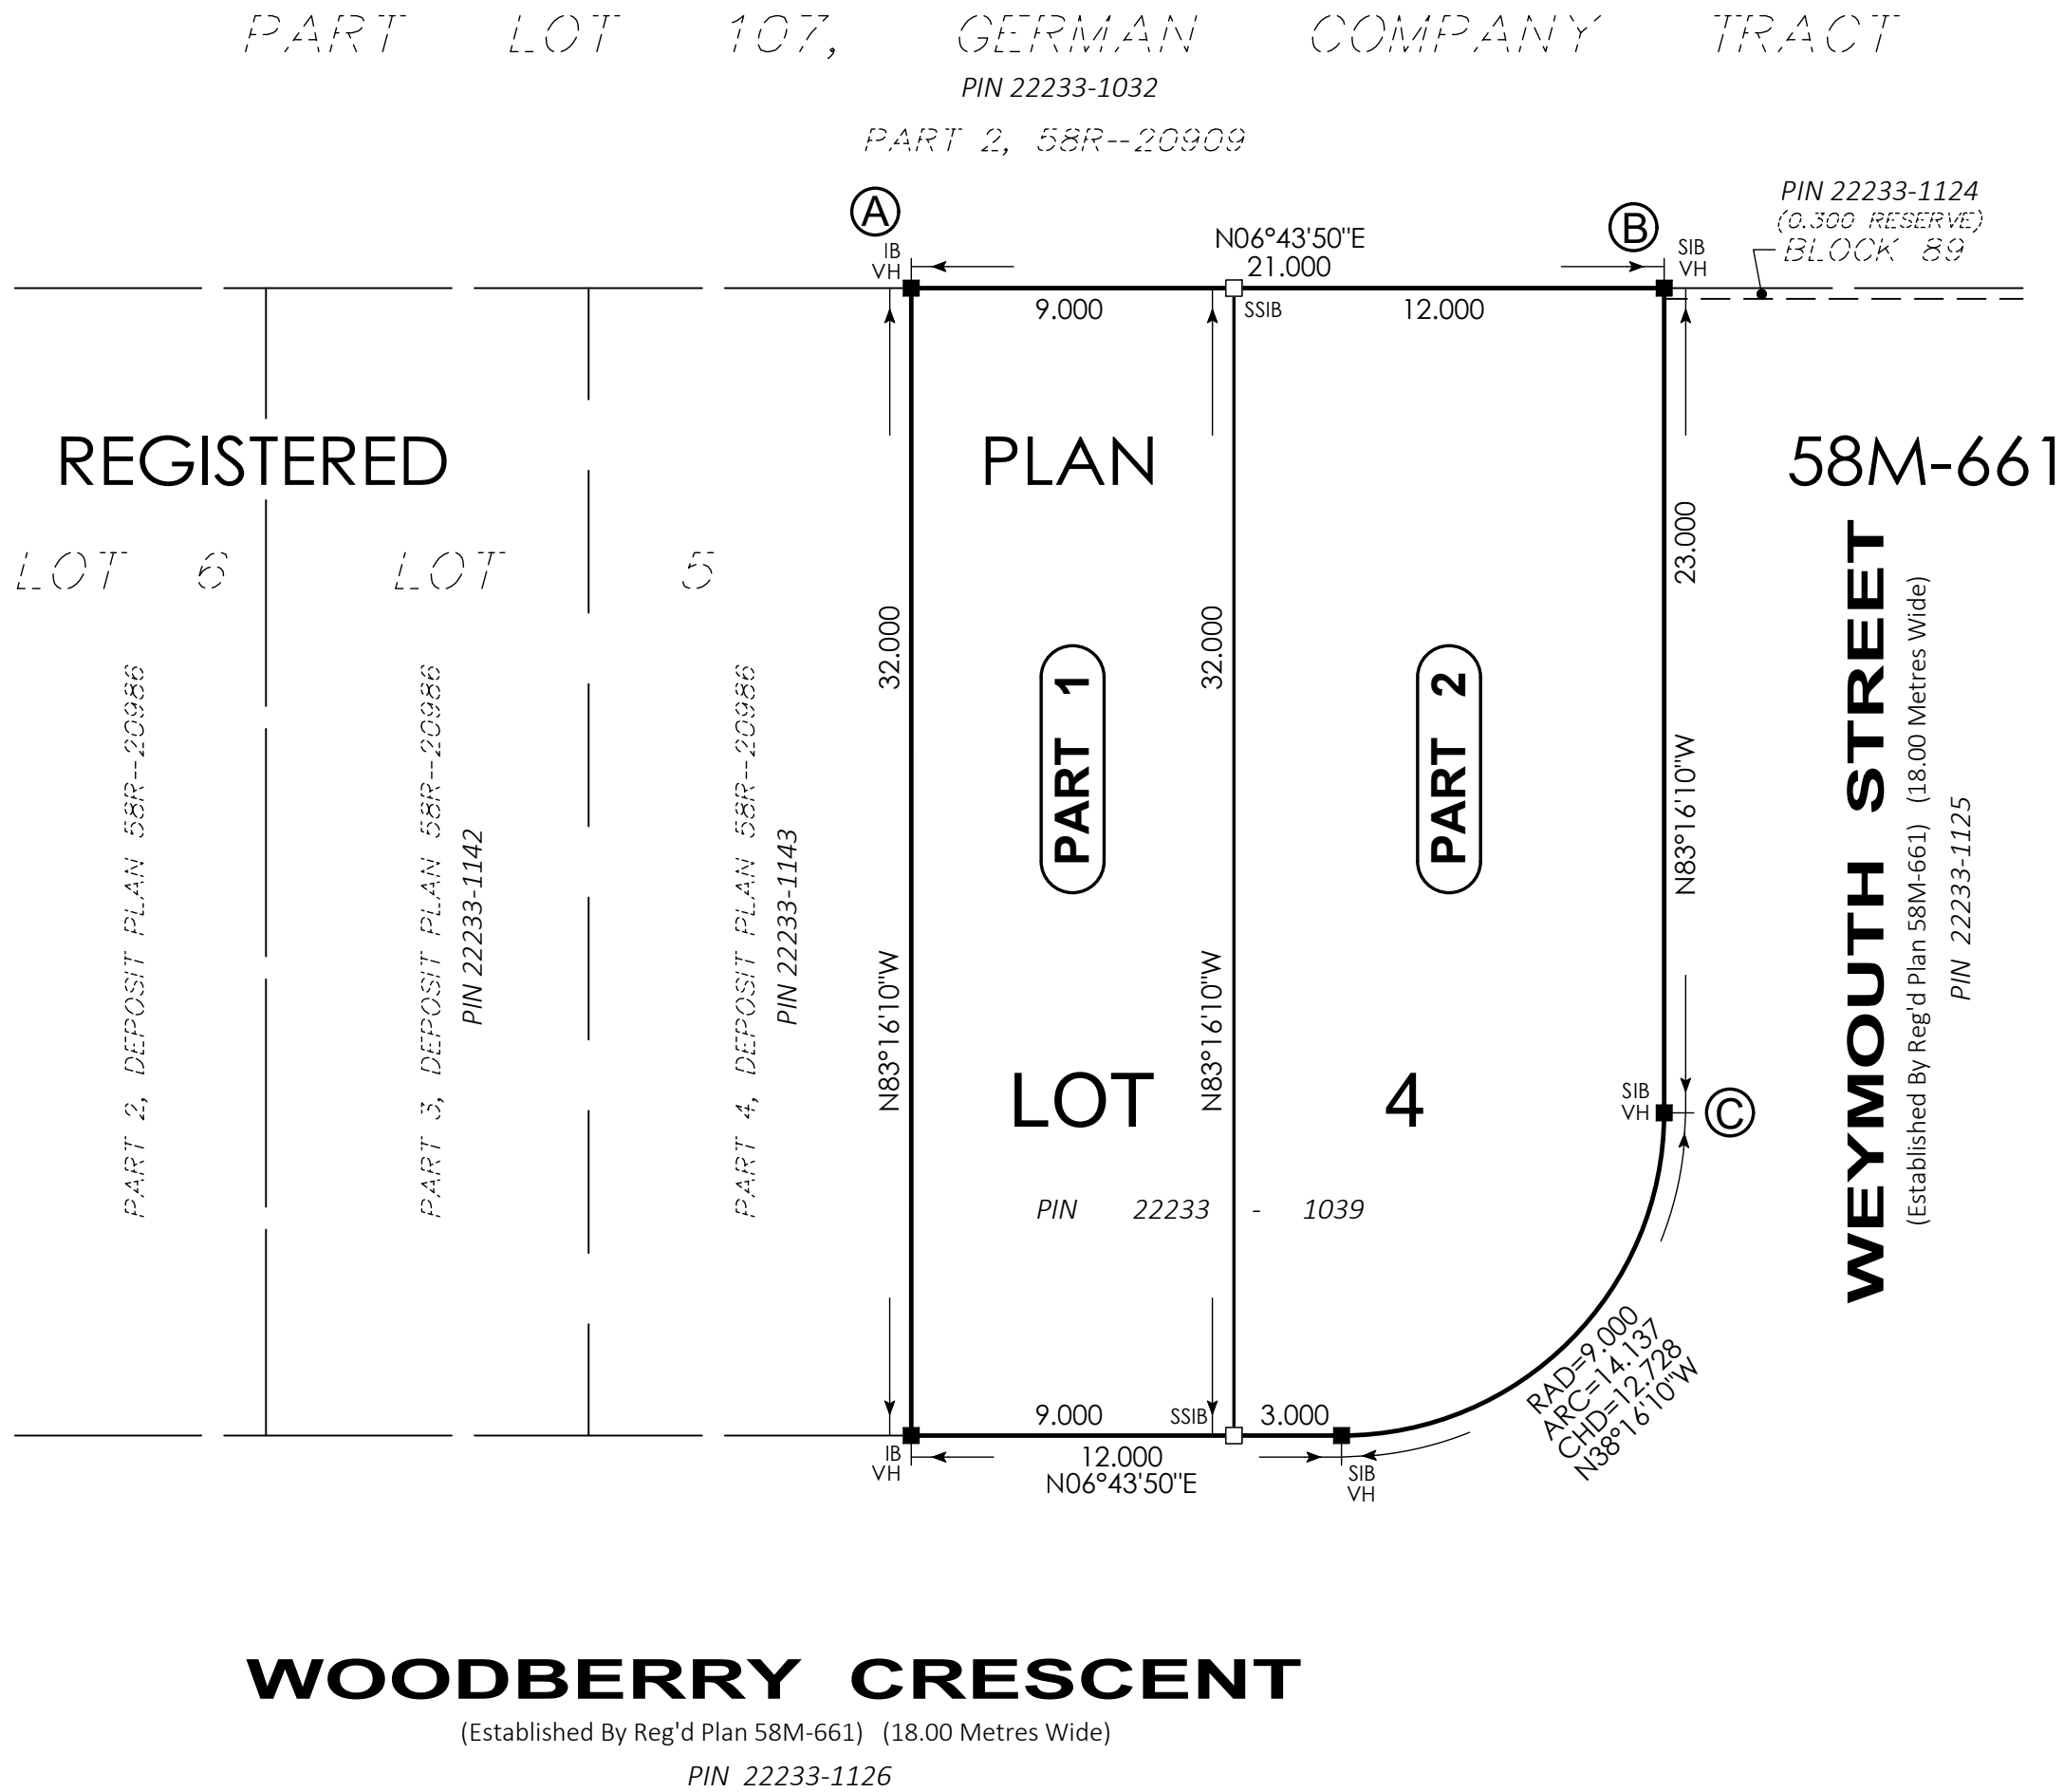 PART LOT 107, GERMAN COMPANY TRACT
PIN 22233-1032
PART 2, 58R--20909
PIN 22233-1124
(0.300 RESERVE)
BLOCK 89
A
B
IB
VH
N06°43'50"E
21.000
SIB
VH
9.000
SSIB
12.000
REGISTERED PLAN 58M-661
LOT 6
LOT 5
32.000
N83°16'10"W
32.000
N83°16'10"W
23.000
N83°16'10"W
PART 1
PART 2
PART 2, DEPOSIT PLAN 58R--20986
PART 3, DEPOSIT PLAN 58R--20986
PIN 22233-1142
PART 4, DEPOSIT PLAN 58R--20986
PIN 22233-1143
WEYMOUTH STREET
(Established By Reg'd Plan 58M-661) (18.00 Metres Wide)
PIN 22233-1125
LOT 4
SIB
VH
C
PIN 22233 - 1039
RAD=9.000
ARC=14.137
CHD=12.728
N38°16'10"W
9.000
SSIB
3.000
IB
VH
12.000
N06°43'50"E
SIB
VH
WOODBERRY CRESCENT
(Established By Reg'd Plan 58M-661) (18.00 Metres Wide)
PIN 22233-1126